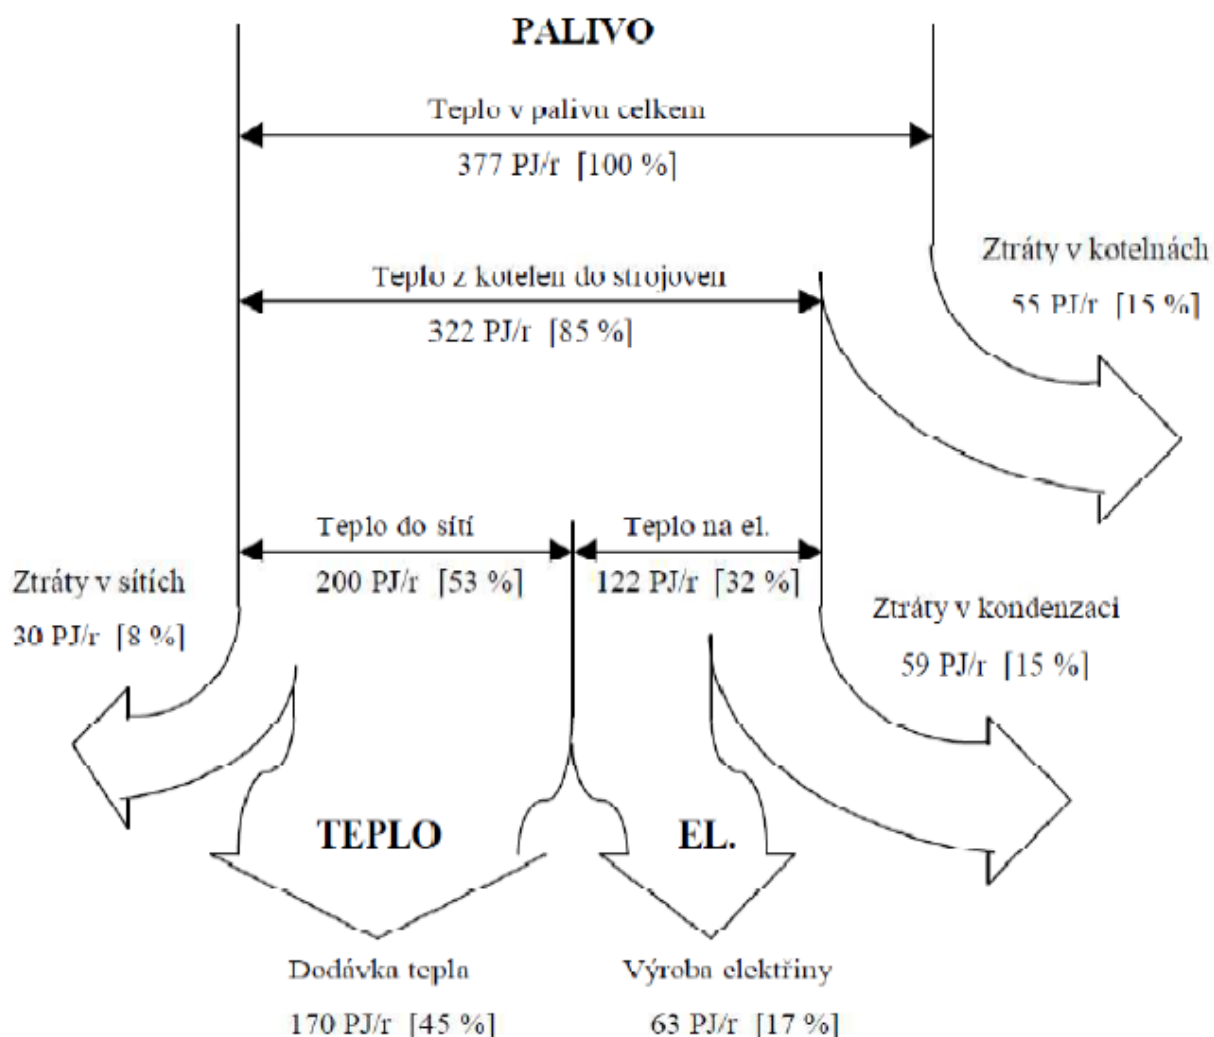 PALIVO
Teplo v palivu celkem
377 PJ/r [100 %]
Ztráty v kotelnách
55 PJ/r [15 %]
Teplo z kotelen do strojoven
322 PJ/r [85 %]
Teplo do sítí
200 PJ/r [53 %]
Teplo na el.
122 PJ/r [32 %]
Ztráty v sítích
30 PJ/r [8 %]
Ztráty v kondenzaci
59 PJ/r [15 %]
TEPLO
EL.
Dodávka tepla
170 PJ/r [45 %]
Výroba elektřiny
63 PJ/r [17 %]